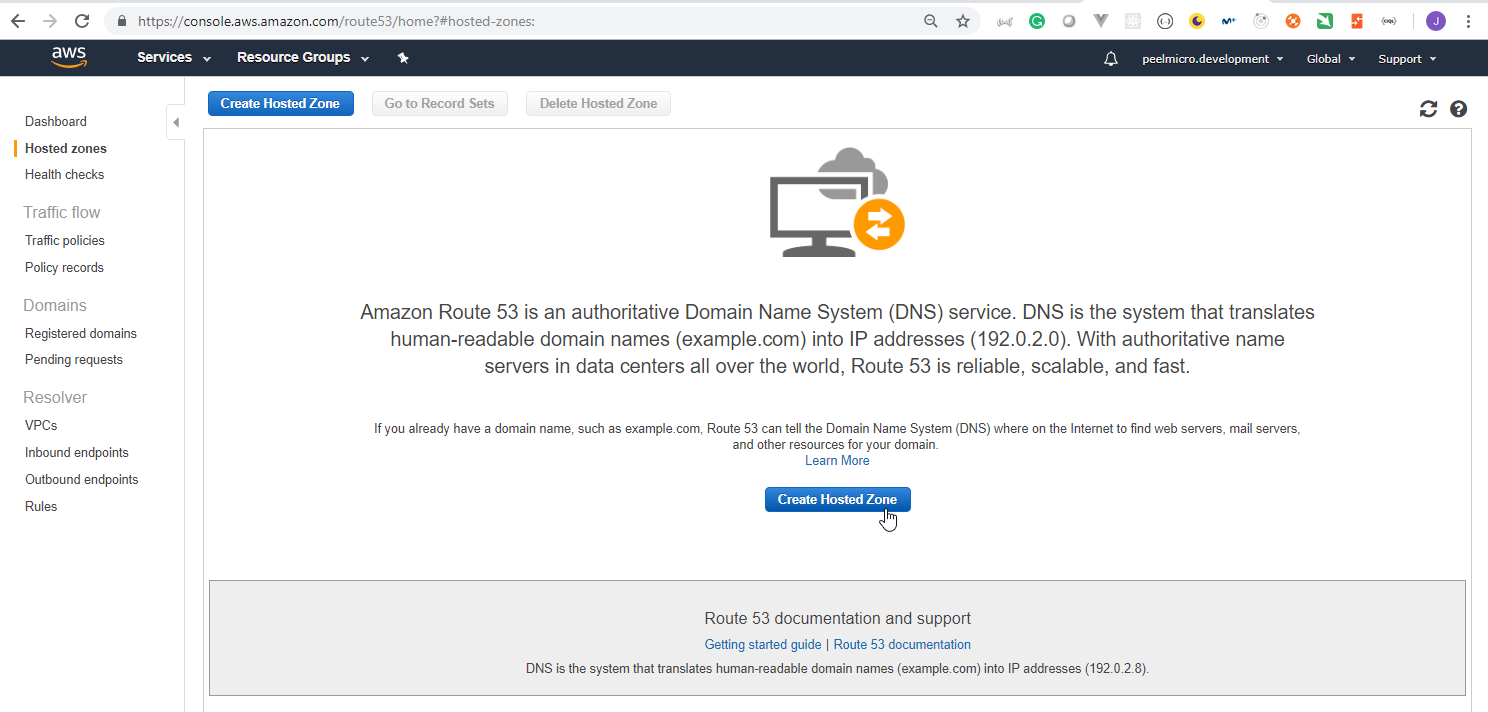 https://console.aws.amazon.com/route53/home?#hosted-zones:
J
aws
Services
Resource Groups
peelmicro.development
Global
Support
Create Hosted Zone
Go to Record Sets
Delete Hosted Zone
Dashboard
Hosted zones
Health checks
Traffic flow
Traffic policies
Policy records
Domains
Registered domains
Pending requests
Resolver
VPCs
Inbound endpoints
Outbound endpoints
Rules
Amazon Route 53 is an authoritative Domain Name System (DNS) service. DNS is the system that translates
human-readable domain names (example.com) into IP addresses (192.0.2.0). With authoritative name
servers in data centers all over the world, Route 53 is reliable, scalable, and fast.
If you already have a domain name, such as example.com, Route 53 can tell the Domain Name System (DNS) where on the Internet to find web servers, mail servers,
and other resources for your domain.
Learn More
Create Hosted Zone
Route 53 documentation and support
Getting started guide | Route 53 documentation
DNS is the system that translates human-readable domain names (example.com) into IP addresses (192.0.2.8).